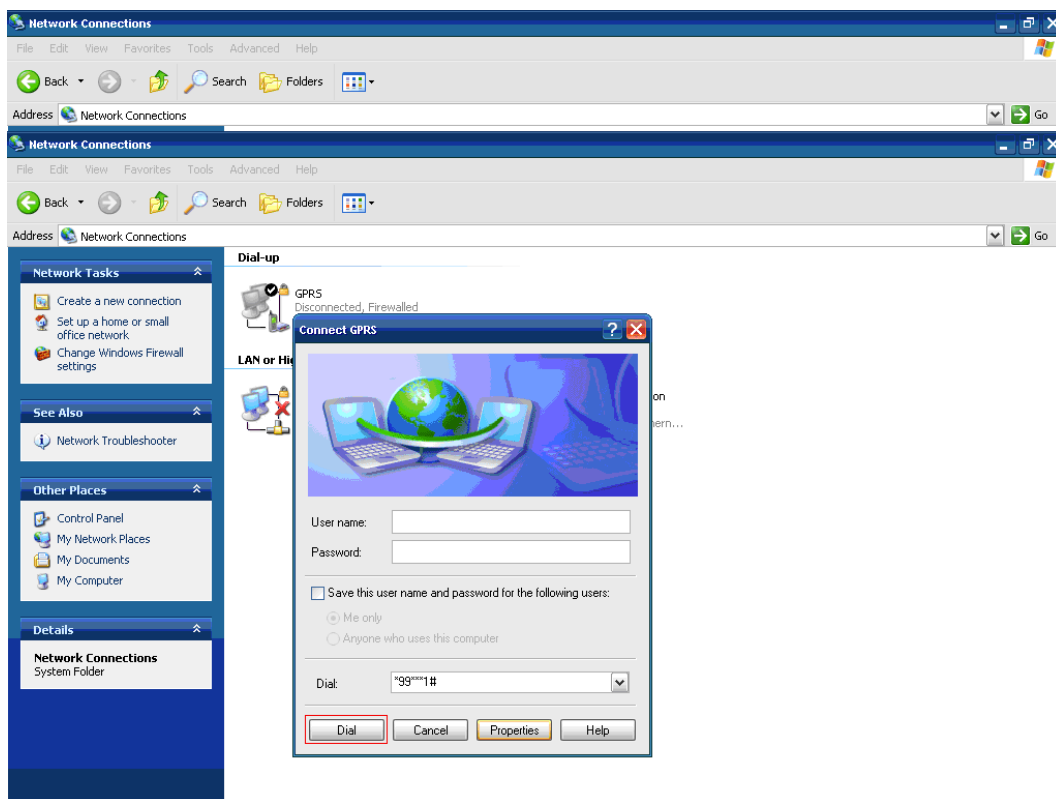 Network Connections
File Edit View Favorites Tools Advanced Help
Back Search Folders
Address Network Connections Go
Network Connections
File Edit View Favorites Tools Advanced Help
Back Search Folders
Address Network Connections Go
Network Tasks
Create a new connection
Set up a home or small
office network
Change Windows Firewall
settings
See Also
Network Troubleshooter
Other Places
Control Panel
My Network Places
My Documents
My Computer
Details
Network Connections
System Folder
Dial-up
GPRS
Disconnected, Firewalled
LAN or Hig
on
hern...
Connect GPRS
User name:
Password:
Save this user name and password for the following users:
Me only
Anyone who uses this computer
Dial: *99***1#
Dial Cancel Properties Help